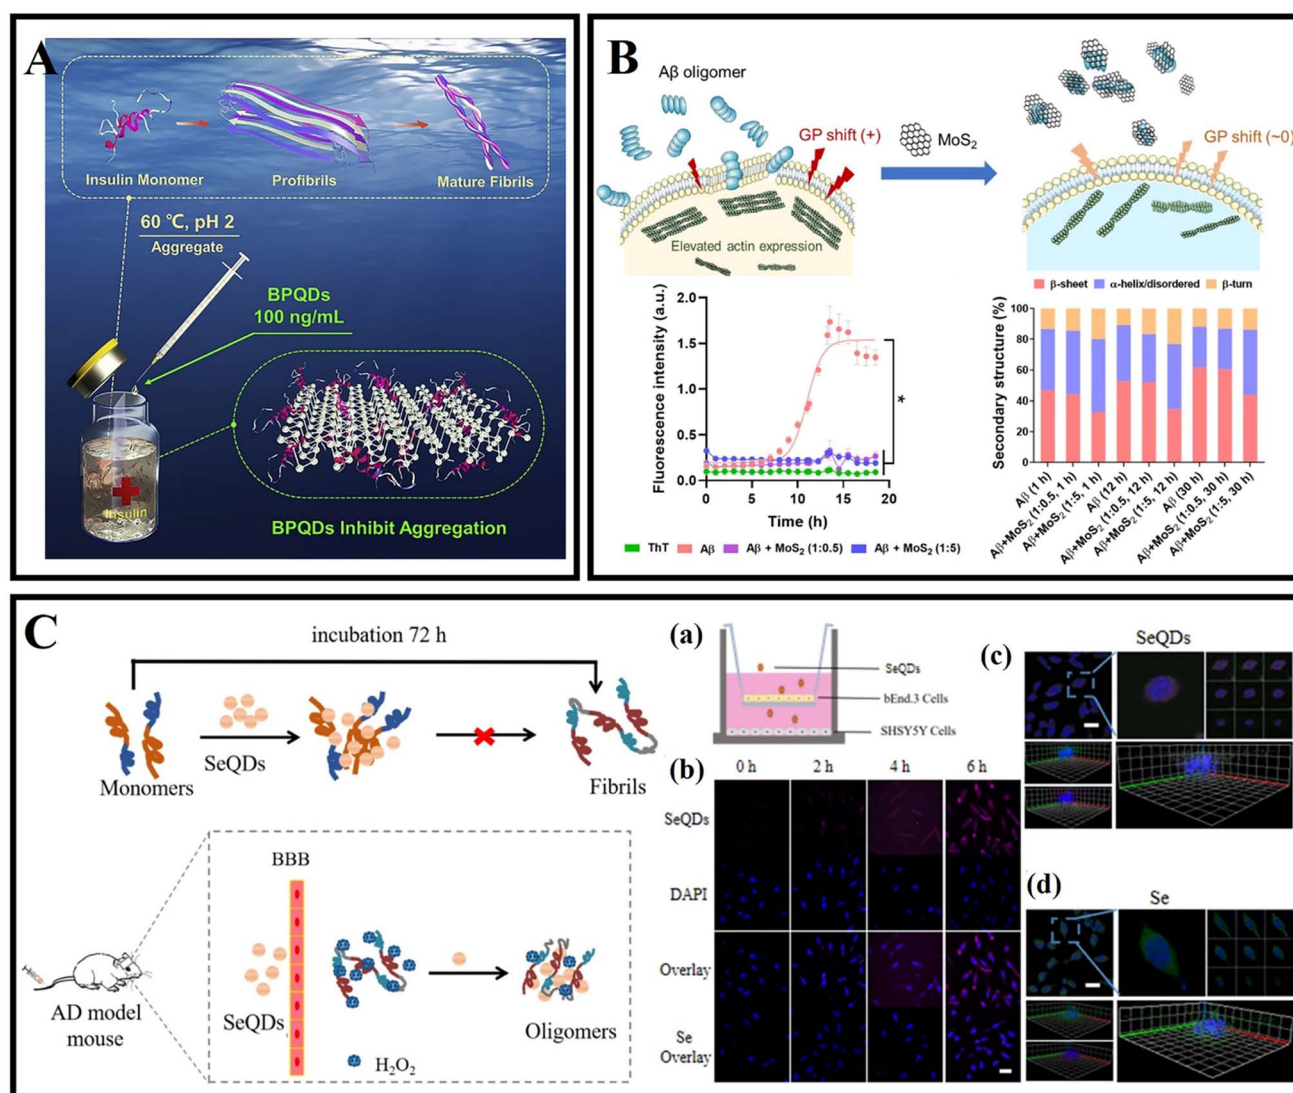 A
Insulin Monomer
Profibrils
Mature Fibrils
60 ℃, pH 2
Aggregate
BPQDs
100 ng/mL
Insulin
BPQDs Inhibit Aggregation
B
Aβ oligomer
GP shift (+)
MoS2
GP shift (~0)
Elevated actin expression
Fluorescence intensity (a.u.)
2.0
1.5
1.0
0.5
0.0
0
5
10
15
20
*
Time (h)
ThT
Aβ
Aβ + MoS2 (1:0.5)
Aβ + MoS2 (1:5)
β-sheet
α-helix/disordered
β-turn
Secondary structure (%)
100
80
60
40
20
0
Aβ (1 h)
Aβ+MoS2 (1:0.5, 1 h)
Aβ+MoS2 (1:5, 1 h)
Aβ (12 h)
Aβ+MoS2 (1:0.5, 12 h)
Aβ+MoS2 (1:5, 12 h)
Aβ (30 h)
Aβ+MoS2 (1:0.5, 30 h)
Aβ+MoS2 (1:5, 30 h)
C
incubation 72 h
Monomers
SeQDs
Fibrils
AD model
mouse
BBB
SeQDs
H2O2
Oligomers
(a)
SeQDs
bEnd.3 Cells
SHSY5Y Cells
(b)
0 h
2 h
4 h
6 h
SeQDs
DAPI
Overlay
Se
Overlay
(c)
SeQDs
(d)
Se